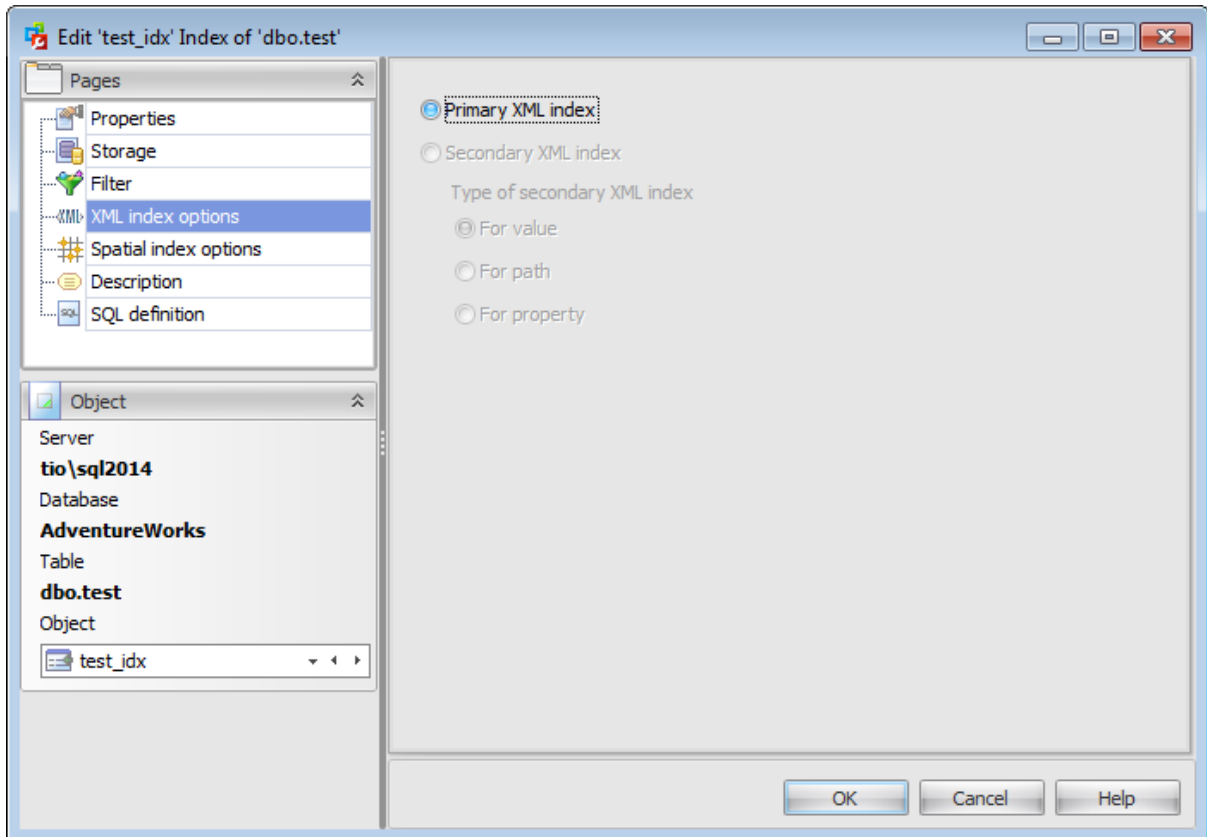 Edit 'test_idx' Index of 'dbo.test'
Pages
Properties
Storage
Filter
XML index options
Spatial index options
Description
SQL definition
Object
Server
tio\sql2014
Database
AdventureWorks
Table
dbo.test
Object
test_idx
Primary XML index
Secondary XML index
Type of secondary XML index
For value
For path
For property
OK
Cancel
Help